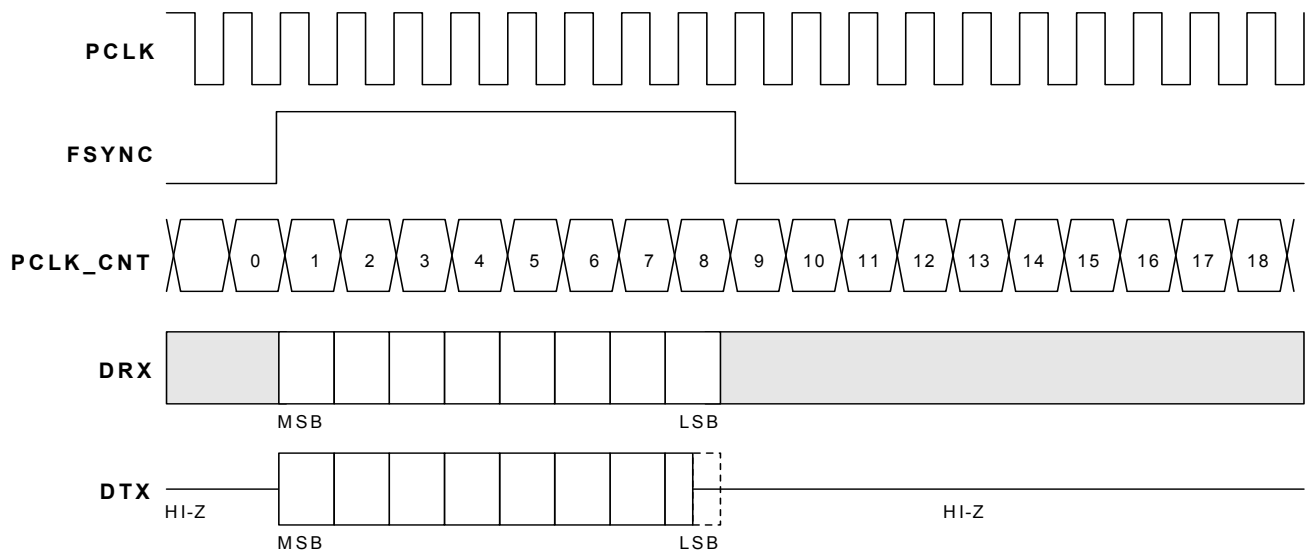 PCLK
FSYNC
PCLK_CNT 0 1 2 3 4 5 6 7 8 9 10 11 12 13 14 15 16 17 18
DRX
MSB LSB
DTX
HI-Z HI-Z
MSB LSB